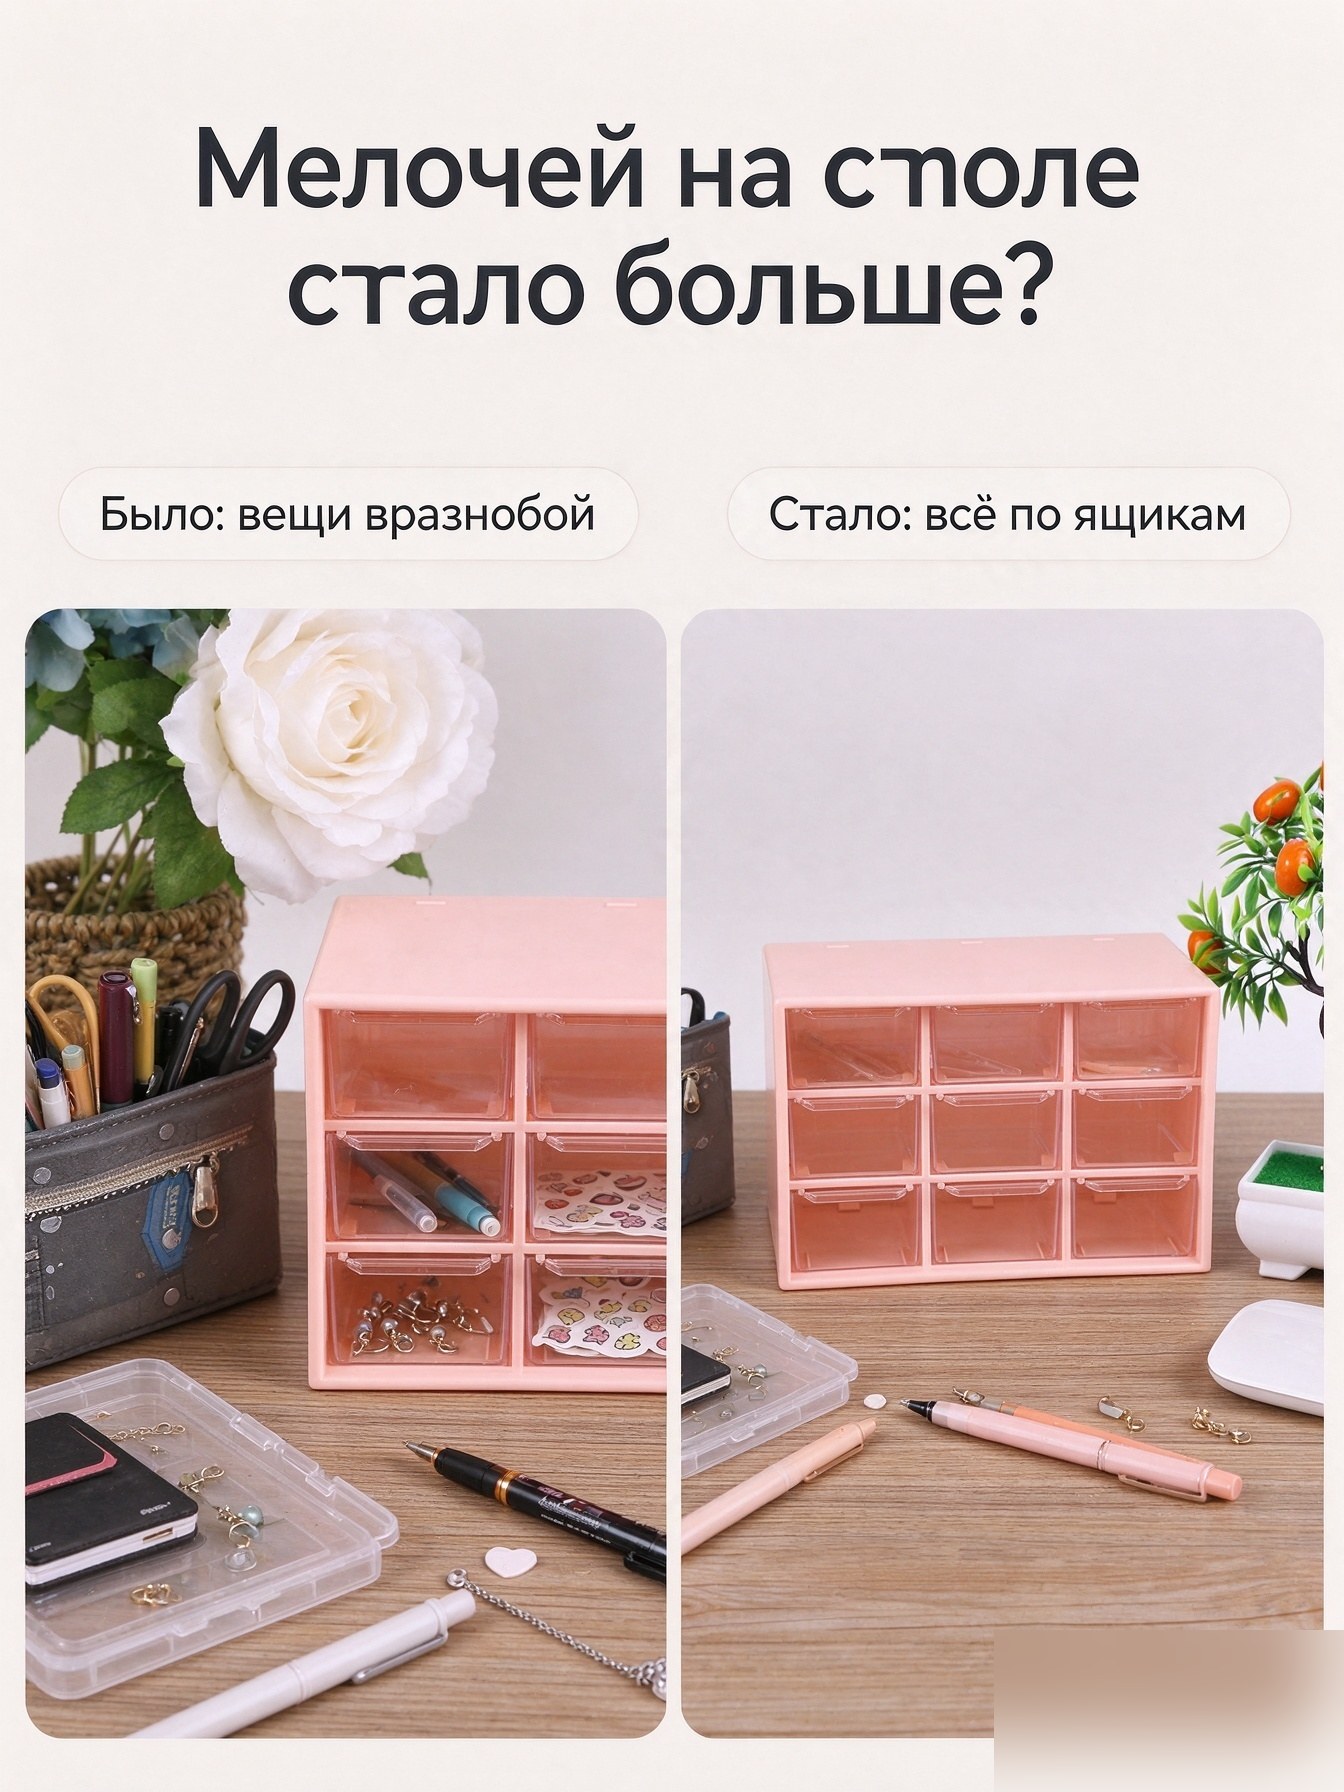 Мелочей на столе
стало больше?
Было: вещи вразнобой
Стало: всё по ящикам